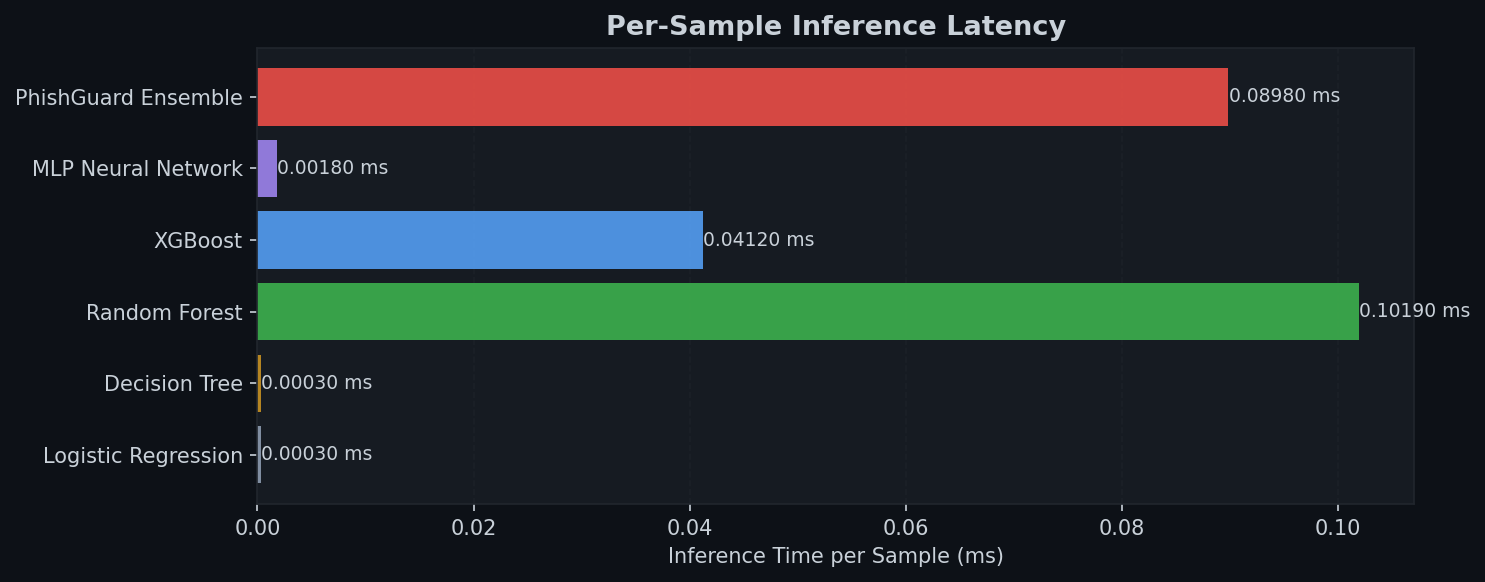 Per-Sample Inference Latency
PhishGuard Ensemble
0.08980 ms
MLP Neural Network
0.00180 ms
XGBoost
0.04120 ms
Random Forest
0.10190 ms
Decision Tree
0.00030 ms
Logistic Regression
0.00030 ms
0.00 0.02 0.04 0.06 0.08 0.10
Inference Time per Sample (ms)